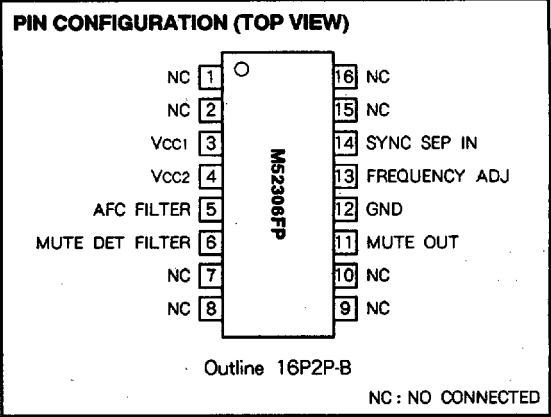 PIN CONFIGURATION (TOP VIEW)
NC 1 16 NC
NC 2 15 NC
VCC1 3 14 SYNC SEP IN
VCC2 4 13 FREQUENCY ADJ
AFC FILTER 5 12 GND
MUTE DET FILTER 6 11 MUTE OUT
NC 7 10 NC
NC 8 9 NC
M52306FP
Outline 16P2P-B
NC : NO CONNECTED